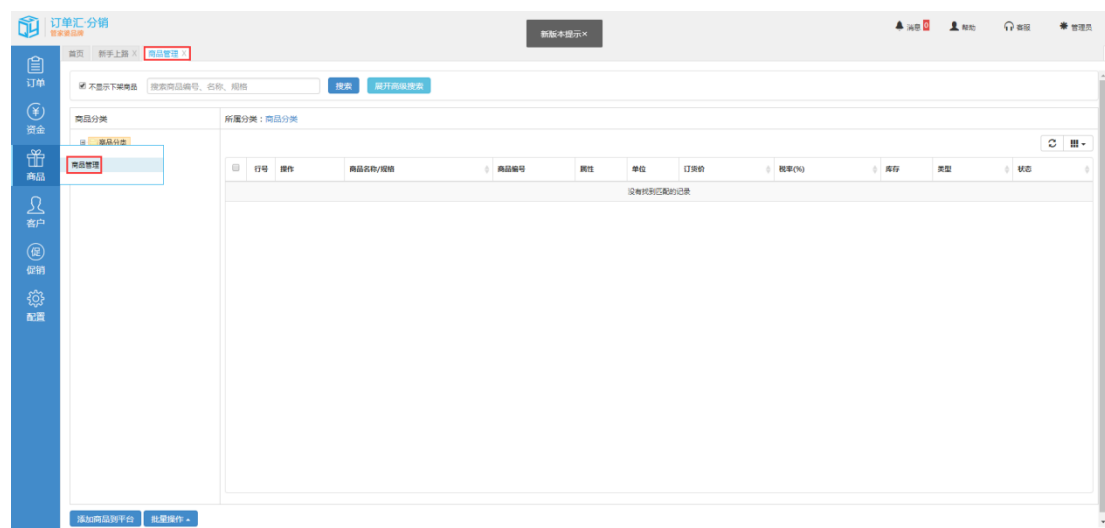 订单汇·分销
管家婆品牌
新版本提示×
消息 0
帮助
客服
管理员
首页 新手上路 × 商品管理 ×
订单
资金
商品
客户
促
促销
配置
不显示下架商品 搜索商品编号、名称、规格 搜索 展开高级搜索
商品分类
商品分类
商品管理
所属分类：商品分类
行号 操作 商品名称/规格 商品编号 属性 单位 订货价 税率(%) 库存 类型 状态
没有找到匹配的记录
添加商品到平台 批量操作